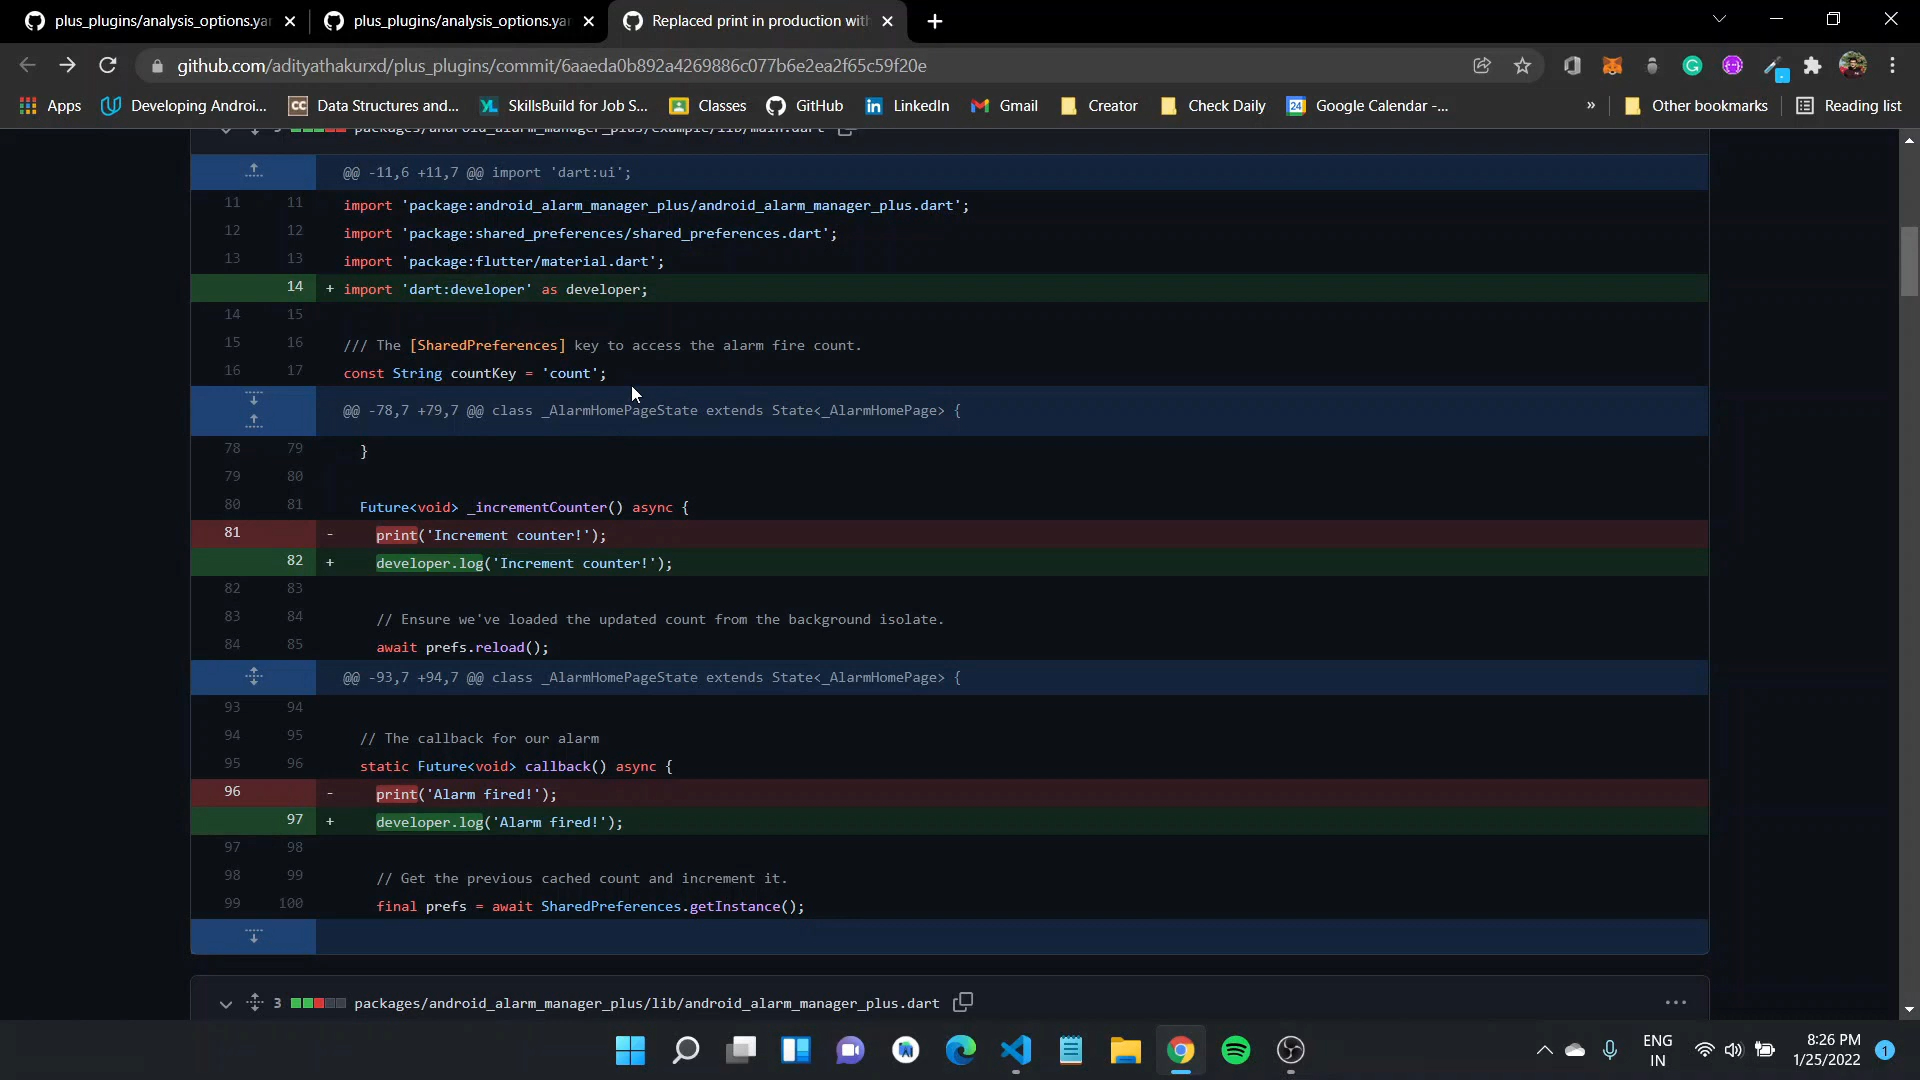 plus_plugins/analysis_options.ya
plus_plugins/analysis_options.ya
Replaced print in production with
github.com/adityathakurxd/plus_plugins/commit/6aaeda0b892a4269886c077b6e2ea2f65c59f20e
Apps
Developing Androi...
Data Structures and...
SkillsBuild for Job S...
Classes
GitHub
LinkedIn
Gmail
Creator
Check Daily
24
Google Calendar -...
»
Other bookmarks
Reading list
packages/android_alarm_manager_plus/example/lib/main.dart
@@ -11,6 +11,7 @@ import 'dart:ui';
11 11 import 'package:android_alarm_manager_plus/android_alarm_manager_plus.dart';
12 12 import 'package:shared_preferences/shared_preferences.dart';
13 13 import 'package:flutter/material.dart';
14 + import 'dart:developer' as developer;
14 15
15 16 /// The [SharedPreferences] key to access the alarm fire count.
16 17 const String countKey = 'count';
@@ -78,7 +79,7 @@ class _AlarmHomePageState extends State<_AlarmHomePage> {
78 79 }
79 80
80 81 Future<void> _incrementCounter() async {
81 - print('Increment counter!');
82 + developer.log('Increment counter!');
82 83
83 84 // Ensure we've loaded the updated count from the background isolate.
84 85 await prefs.reload();
@@ -93,7 +94,7 @@ class _AlarmHomePageState extends State<_AlarmHomePage> {
93 94
94 95 // The callback for our alarm
95 96 static Future<void> callback() async {
96 - print('Alarm fired!');
97 + developer.log('Alarm fired!');
97 98
98 99 // Get the previous cached count and increment it.
99 100 final prefs = await SharedPreferences.getInstance();
3 packages/android_alarm_manager_plus/lib/android_alarm_manager_plus.dart
ENG
IN
8:26 PM
1/25/2022
1